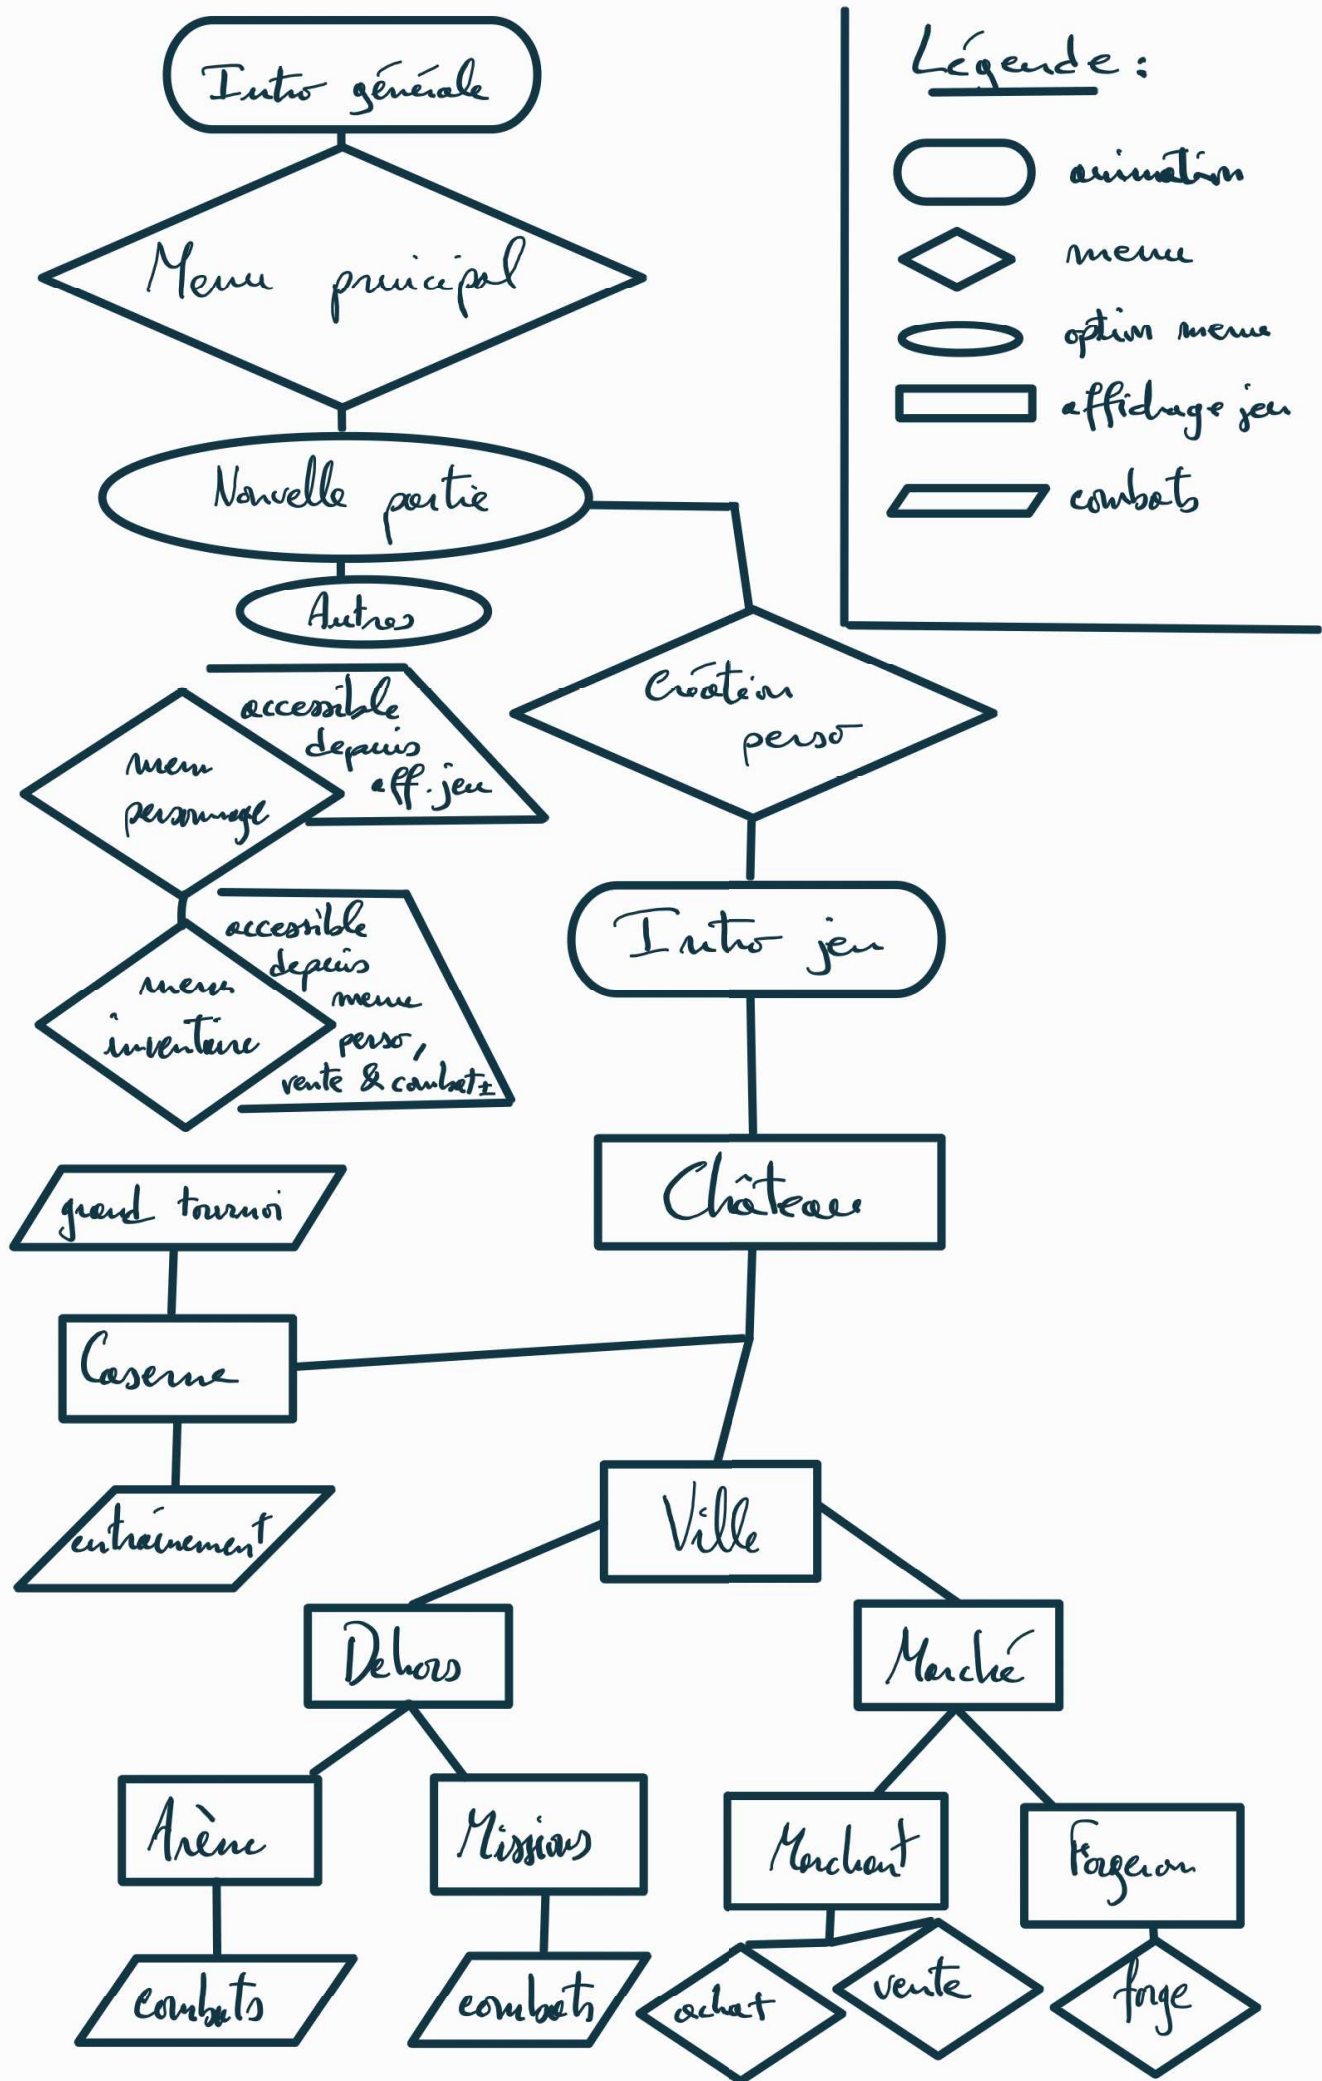 Intro générale
Menu principal
Nouvelle partie
Autres
Légende :
animation
menu
option menu
affichage jeu
combats
Création
perso
menu
personnage
accessible
depuis
aff. jeu
menu
inventaire
accessible
depuis
menu
perso,
vente & combats
Intro jeu
Château
grand tournoi
Caserne
entraînement
Ville
Dehors
Marché
Arène
Missions
Marchant
Forgeron
combats
combats
achat
vente
forge